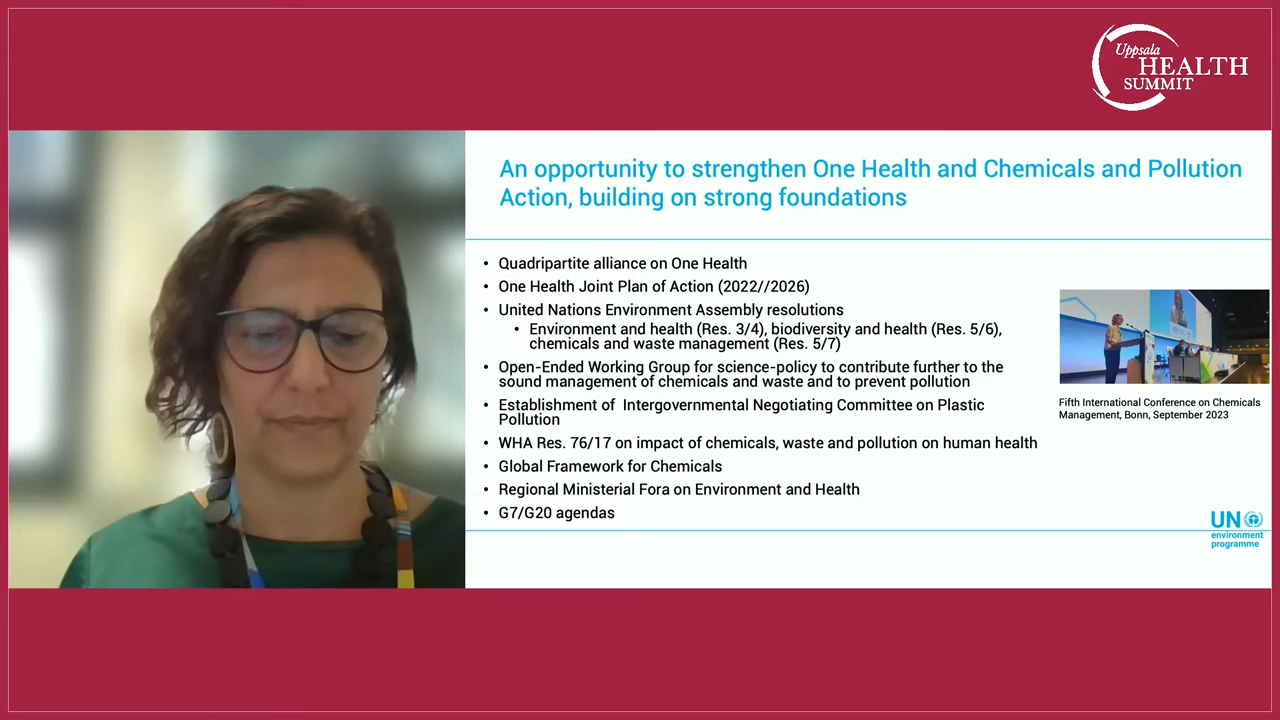 Uppsala
HEALTH
SUMMIT
An opportunity to strengthen One Health and Chemicals and Pollution
Action, building on strong foundations
• Quadripartite alliance on One Health
• One Health Joint Plan of Action (2022//2026)
• United Nations Environment Assembly resolutions
• Environment and health (Res. 3/4), biodiversity and health (Res. 5/6),
chemicals and waste management (Res. 5/7)
• Open-Ended Working Group for science-policy to contribute further to the
sound management of chemicals and waste and to prevent pollution
• Establishment of Intergovernmental Negotiating Committee on Plastic
Pollution
• WHA Res. 76/17 on impact of chemicals, waste and pollution on human health
• Global Framework for Chemicals
• Regional Ministerial Fora on Environment and Health
• G7/G20 agendas
Fifth International Conference on Chemicals
Management, Bonn, September 2023
UN
environment
programme